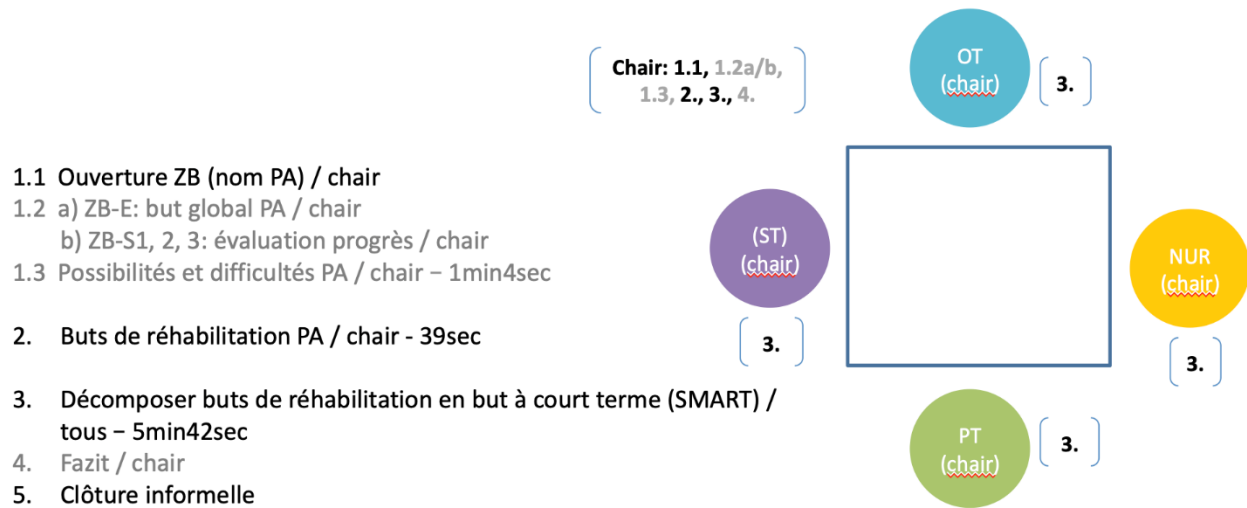 Chair: 1.1, 1.2a/b,
1.3, 2., 3., 4.
OT
(chair)
3.
1.1 Ouverture ZB (nom PA) / chair
1.2 a) ZB-E: but global PA / chair
b) ZB-S1, 2, 3: évaluation progrès / chair
1.3 Possibilités et difficultés PA / chair – 1min4sec
2. Buts de réhabilitation PA / chair - 39sec
3. Décomposer buts de réhabilitation en but à court terme (SMART) /
tous – 5min42sec
4. Fazit / chair
5. Clôture informelle
(ST)
(chair)
3.
NUR
(chair)
3.
PT
(chair)
3.